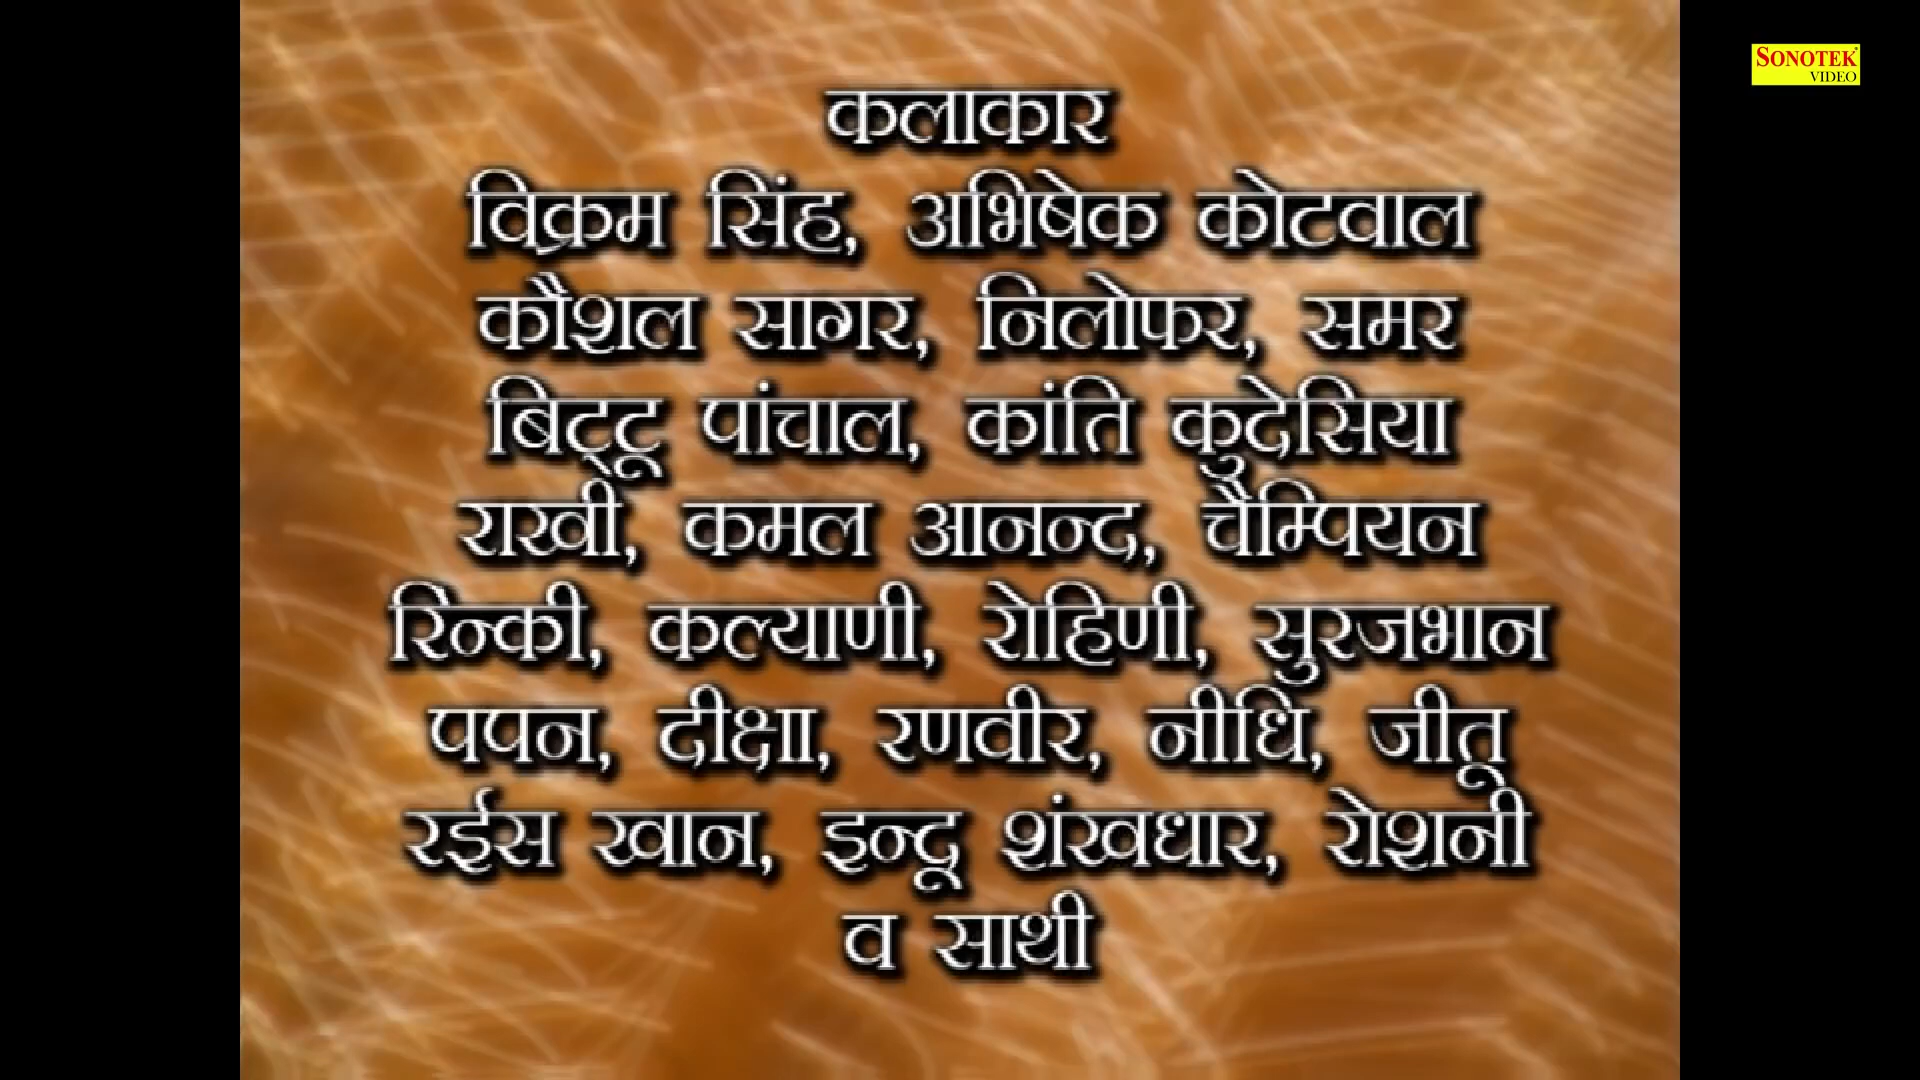 SONOTEK
VIDEO
कलाकार
विक्रम सिंह, अभिषेक कोटवाल
कौशल सागर, निलोफर, समर
बिट्टू पांचाल, कांति कुदेसिया
राखी, कमल आनन्द, चैम्पियन
रिन्की, कल्याणी, रोहिणी, सुरजभान
पपन, दीक्षा, रणवीर, नीधि, जीतू
रईस खान, इन्दू शंखधार, रोशनी
व साथी